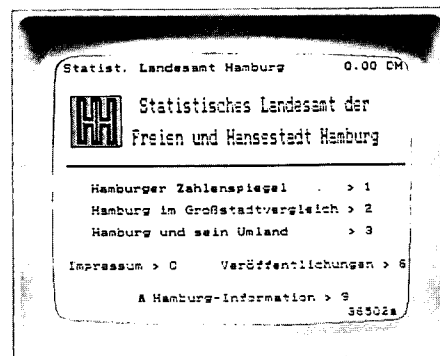 Statist. Landesamt Hamburg 0.00 DM
HH Statistisches Landesamt der
Freien und Hansestadt Hamburg
Hamburger Zahlenspiegel > 1
Hamburg im Großstadtvergleich > 2
Hamburg und sein Umland > 3
Impressum > 0 Veröffentlichungen > 6
A Hamburg-Information > 9
36502a